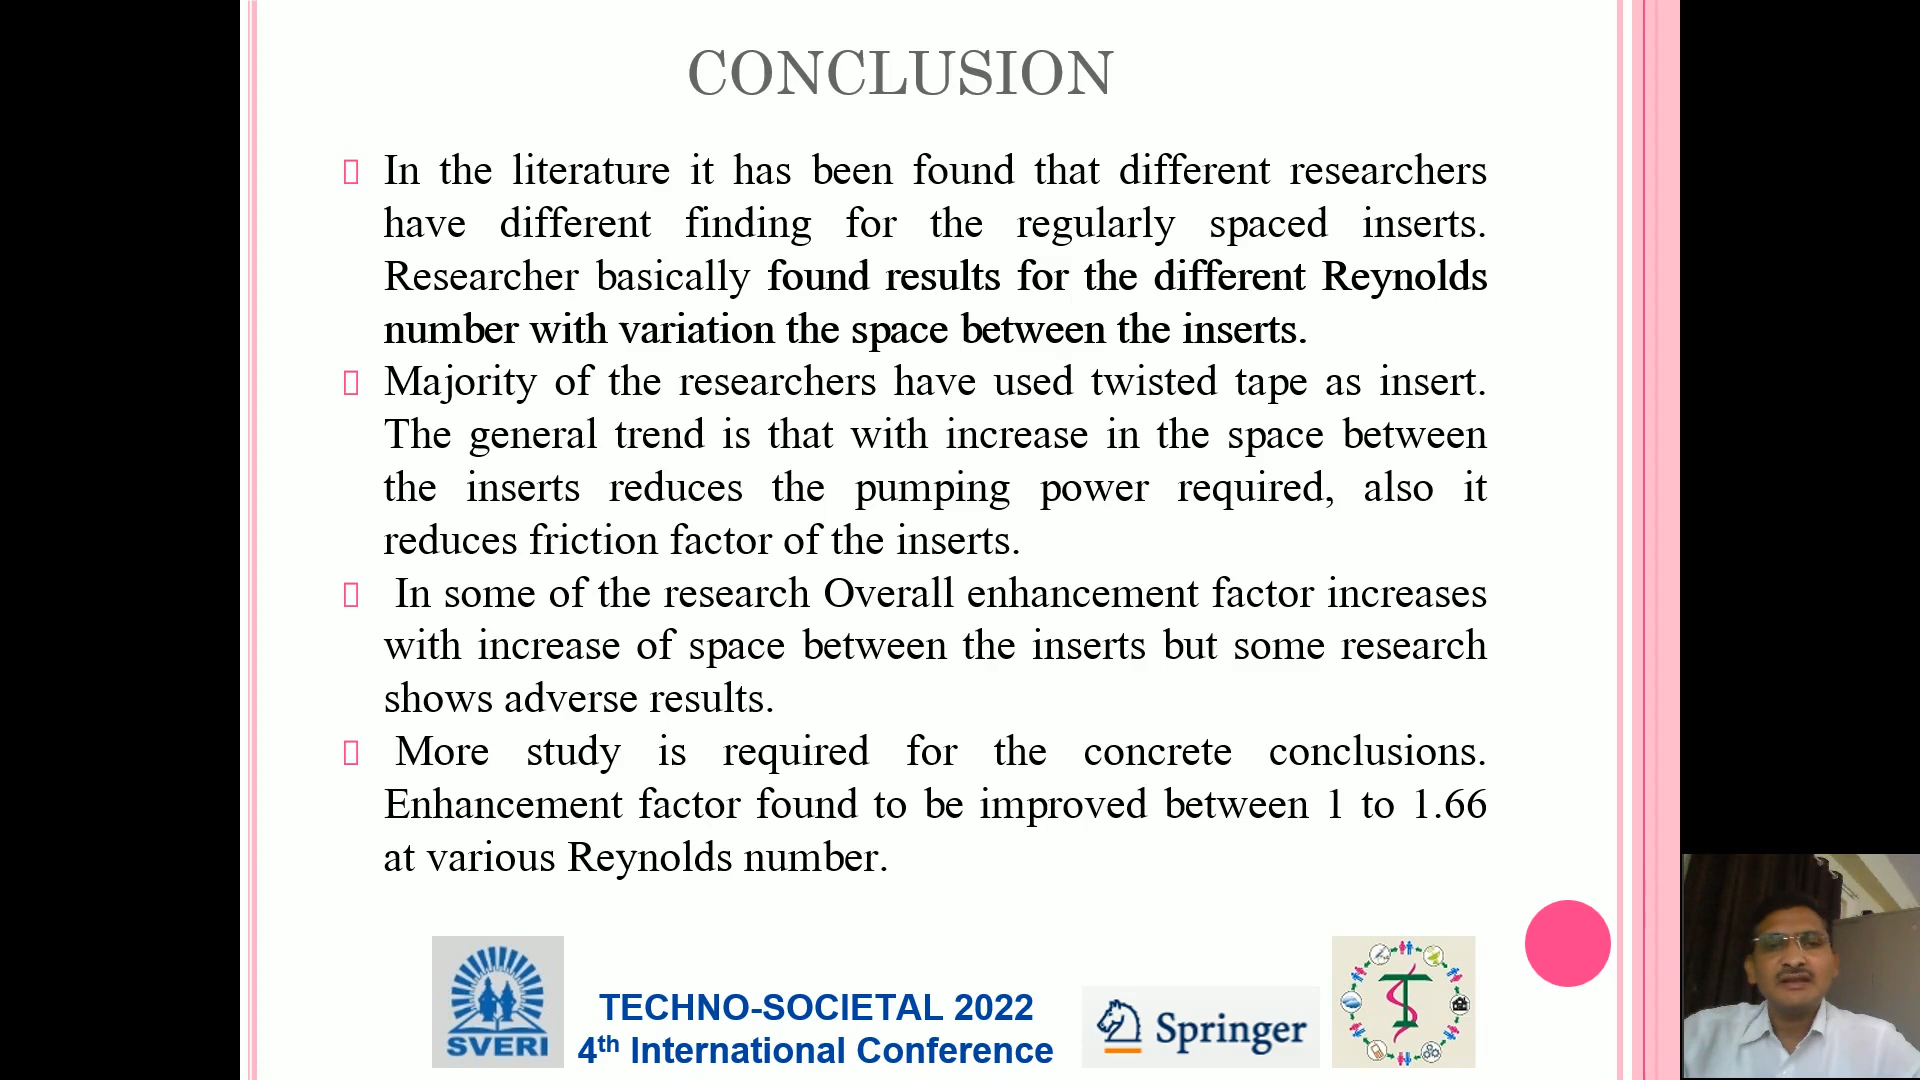 CONCLUSION
In the literature it has been found that different researchers
have different finding for the regularly spaced inserts.
Researcher basically found results for the different Reynolds
number with variation the space between the inserts.
Majority of the researchers have used twisted tape as insert.
The general trend is that with increase in the space between
the inserts reduces the pumping power required, also it
reduces friction factor of the inserts.
In some of the research Overall enhancement factor increases
with increase of space between the inserts but some research
shows adverse results.
More study is required for the concrete conclusions.
Enhancement factor found to be improved between 1 to 1.66
at various Reynolds number.
SVERI
TECHNO-SOCIETAL 2022
4th International Conference
Springer